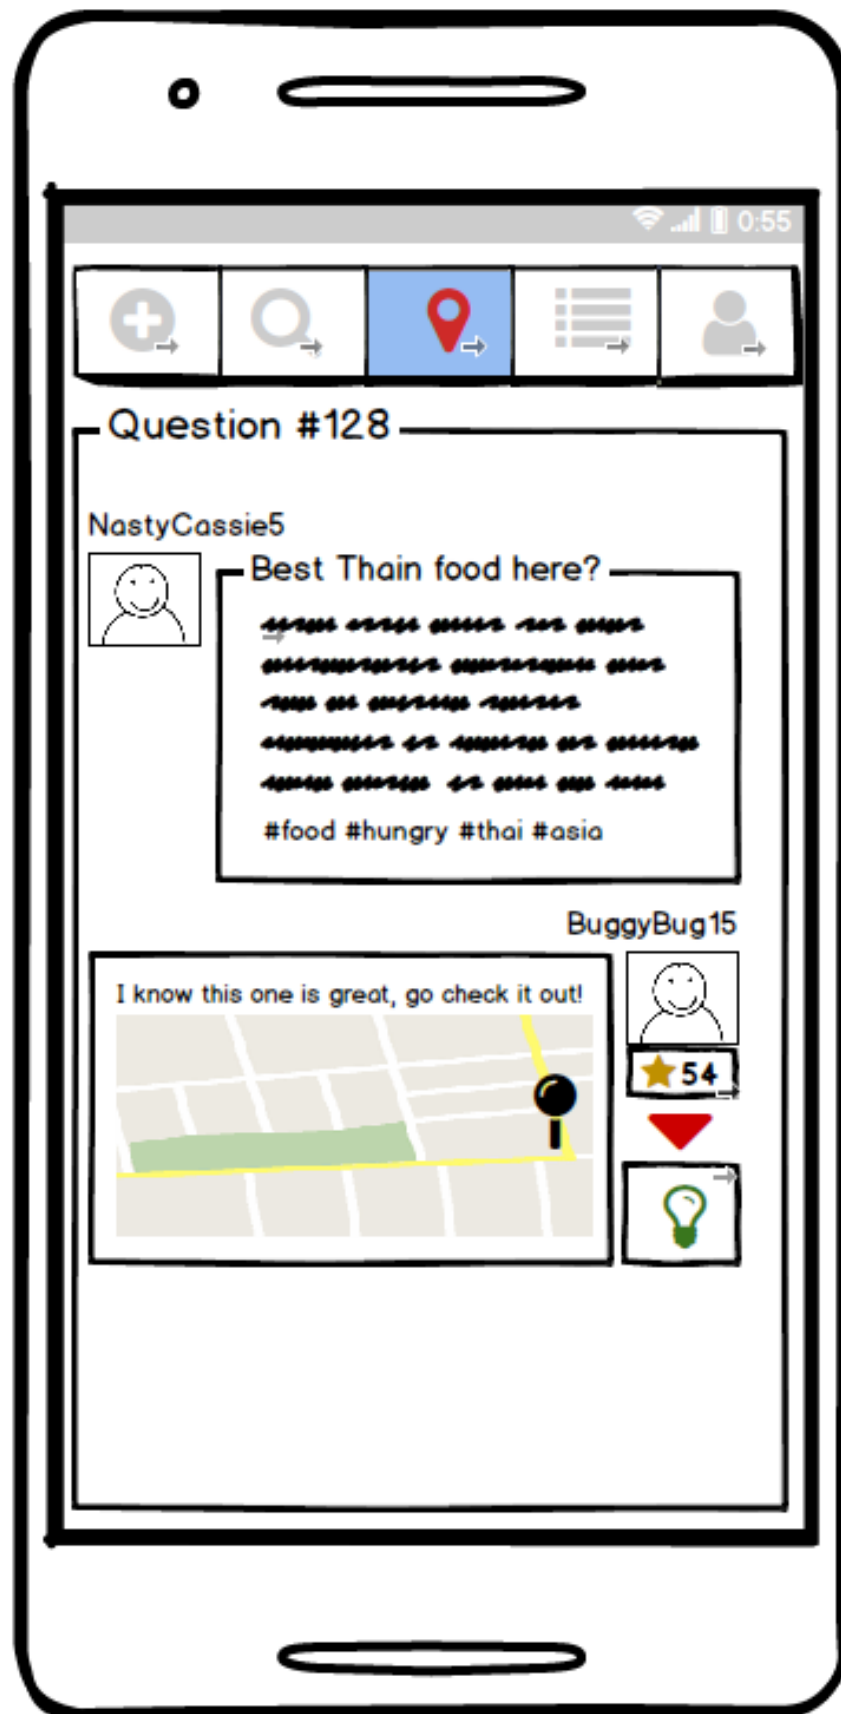 0:55
Question #128
NastyCassie5
Best Thain food here?
#food #hungry #thai #asia
BuggyBug15
I know this one is great, go check it out!
54